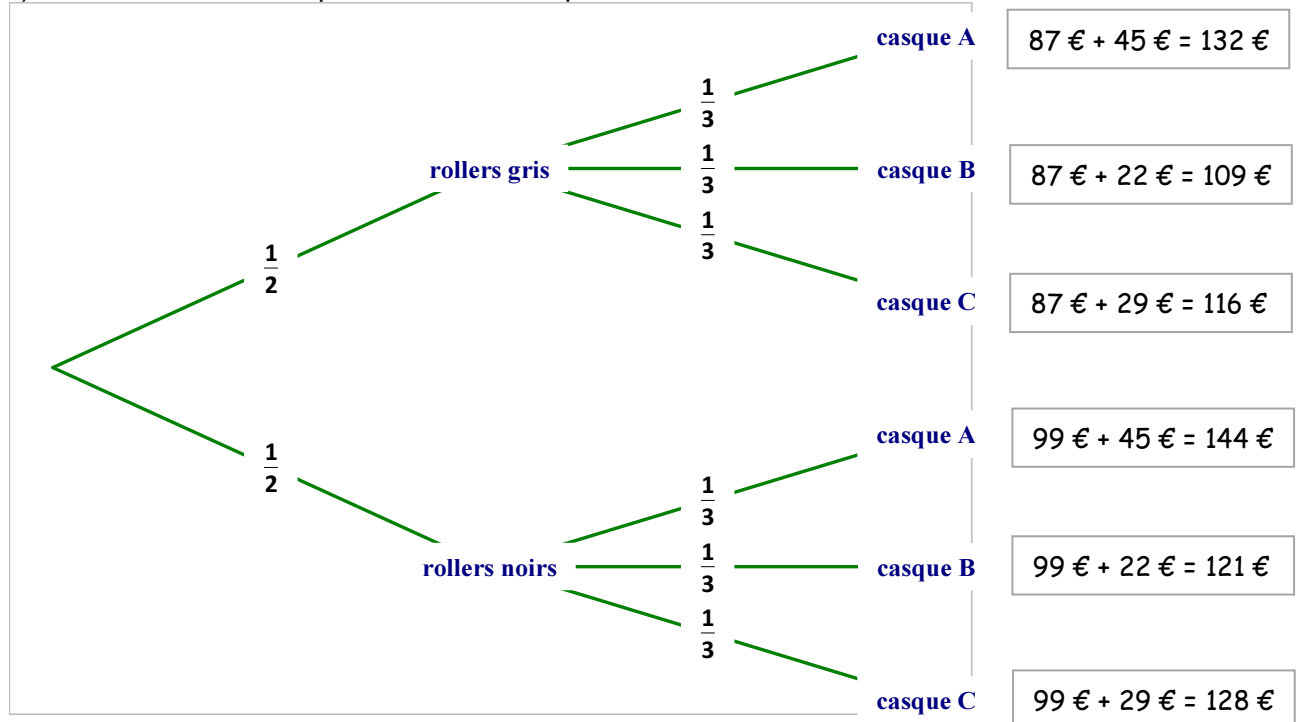 casque A
87 € + 45 € = 132 €
1
3
rollers gris
1
3
casque B
87 € + 22 € = 109 €
1
3
1
2
casque C
87 € + 29 € = 116 €
casque A
99 € + 45 € = 144 €
1
2
1
3
rollers noirs
1
3
casque B
99 € + 22 € = 121 €
1
3
casque C
99 € + 29 € = 128 €